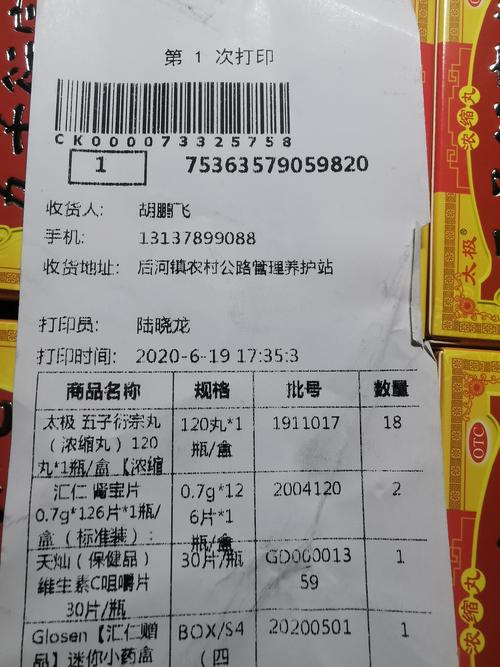 第 1 次打印
CK000073325758
1 75363579059820
收货人: 胡鹏飞
手机: 13137899088
收货地址: 后河镇农村公路管理养护站
打印员: 陆晓龙
打印时间: 2020-6-19 17:35:3
商品名称 规格 批号 数量
太极 五子衍宗丸 120丸*1 1911017 18
(浓缩丸) 120 瓶/盒
丸*1瓶/盒 【浓缩
汇仁 肾宝片 0.7g*12 2004120 2
0.7g*126片*1瓶/ 6片*1
盒(标准装): 瓶/盒
天灿(保健品) 30片/瓶 GD000013 1
维生素C咀嚼片 59
30片/瓶
Glosen【汇仁赠 BOX/S4 20200501 1
品】迷你小药盒 (四
浓缩丸
太极
OTC
浓缩丸